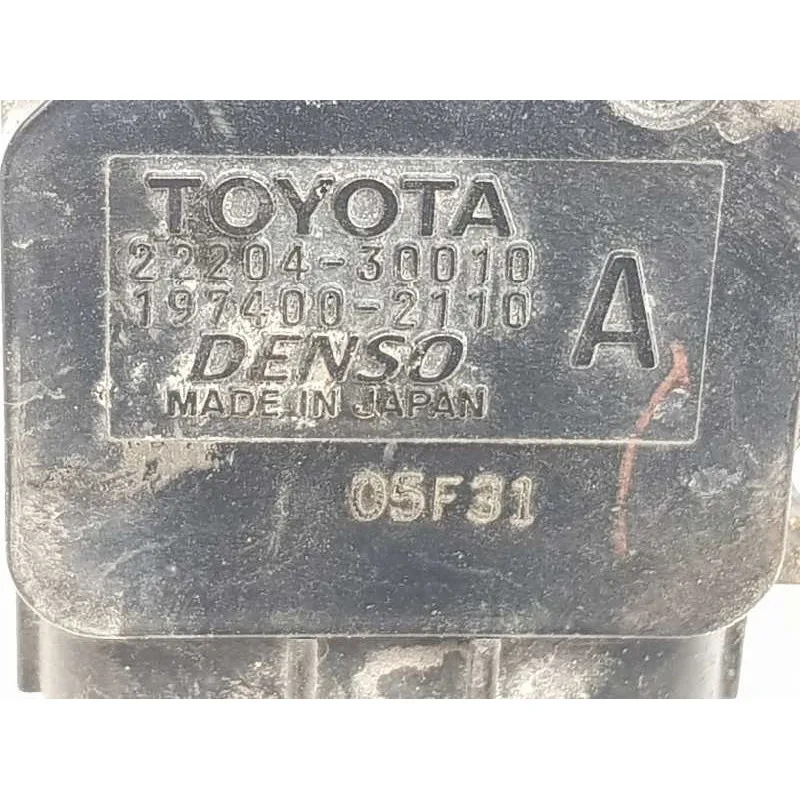 TOYOTA
22204-30010
197400-2110
A
DENSO
MADE IN JAPAN
05F31